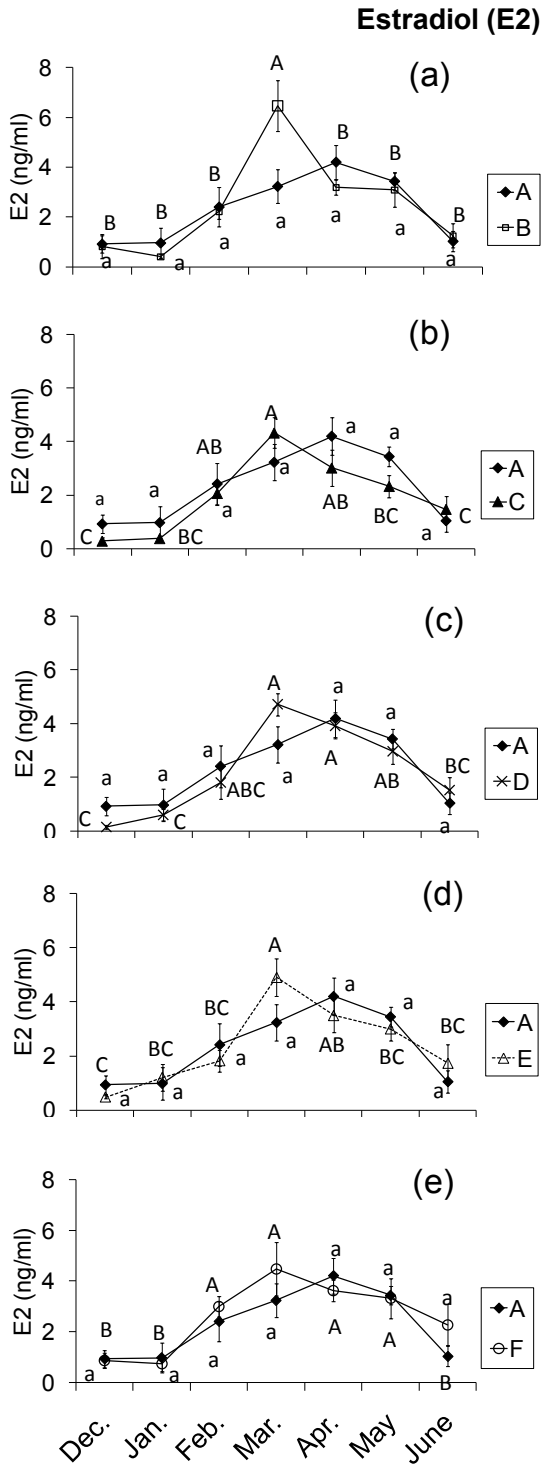 Estradiol (E2)
(a)
E2 (ng/ml)
8
6
4
2
0
B B B A B B B
a a a a a a a
A
B
(b)
E2 (ng/ml)
8
6
4
2
0
a a AB A a a C
C BC a a AB BC a
A
C
(c)
E2 (ng/ml)
8
6
4
2
0
a a a A a a BC
C C ABC a A AB a
A
D
(d)
E2 (ng/ml)
8
6
4
2
0
C BC BC A a a BC
a a a a AB BC a
A
E
(e)
E2 (ng/ml)
8
6
4
2
0
B B A A a a a
a a a a A A B
A
F
Dec. Jan. Feb. Mar. Apr. May June